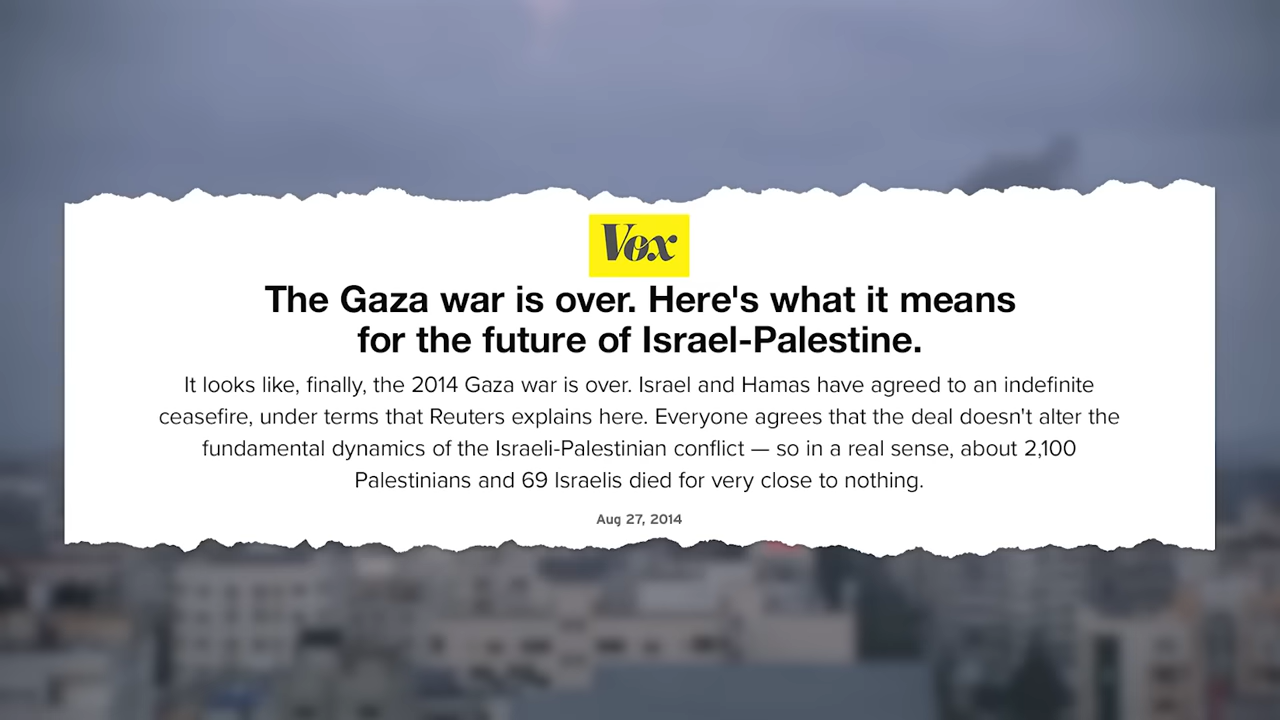 Vox
The Gaza war is over. Here's what it means
for the future of Israel-Palestine.
It looks like, finally, the 2014 Gaza war is over. Israel and Hamas have agreed to an indefinite
ceasefire, under terms that Reuters explains here. Everyone agrees that the deal doesn't alter the
fundamental dynamics of the Israeli-Palestinian conflict — so in a real sense, about 2,100
Palestinians and 69 Israelis died for very close to nothing.
Aug 27, 2014